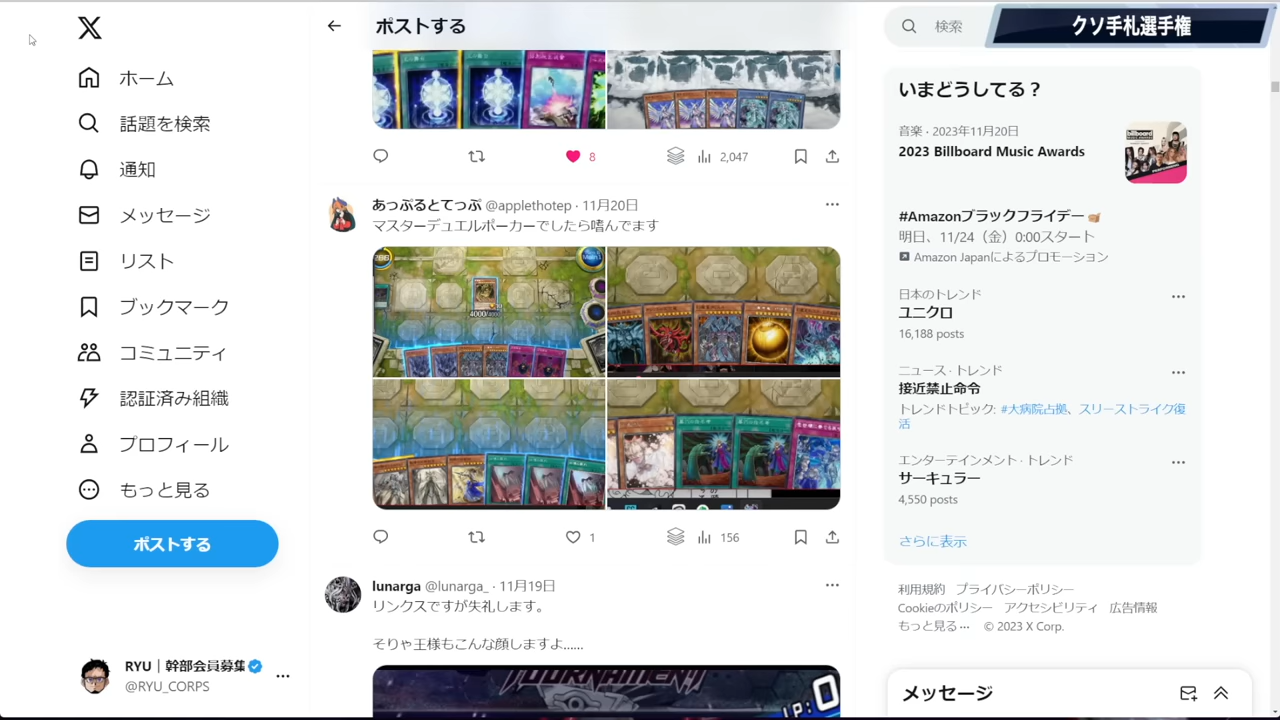 ホーム
話題を検索
通知
メッセージ
リスト
ブックマーク
コミュニティ
認証済み組織
プロフィール
もっと見る
ポストする
RYU｜幹部会員募集
@RYU_CORPS
ポストする
8
2,047
あっぷるとてっぷ @applethotep · 11月20日
マスターデュエルポーカーでしたら嗜んでます
4000/4000
1
156
lunarga @lunarga_ · 11月19日
リンクスですが失礼します。
そりゃ王様もこんな顔しますよ......
TOURNAMENT
LP:0
検索
クソ手札選手権
いまどうしてる？
音楽 · 2023年11月20日
2023 Billboard Music Awards
#Amazonブラックフライデー
明日、11/24（金）0:00スタート
Amazon Japanによるプロモーション
日本のトレンド
ユニクロ
16,188 posts
ニュース · トレンド
接近禁止命令
トレンドトピック: #大病院占拠、スリーストライク復
活
エンターテインメント · トレンド
サーキュラー
4,550 posts
さらに表示
利用規約 プライバシーポリシー
Cookieのポリシー アクセシビリティ 広告情報
もっと見る ··· © 2023 X Corp.
メッセージ